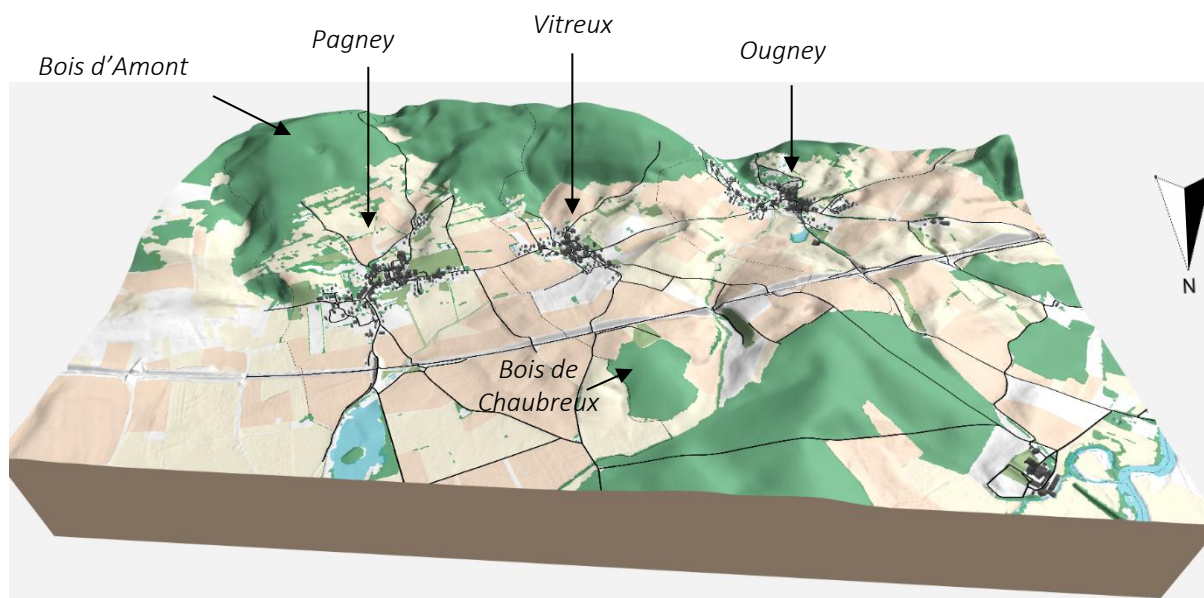 Vitreux
Pagney
Ougney
Bois d’Amont
N
Bois de
Chaubreux